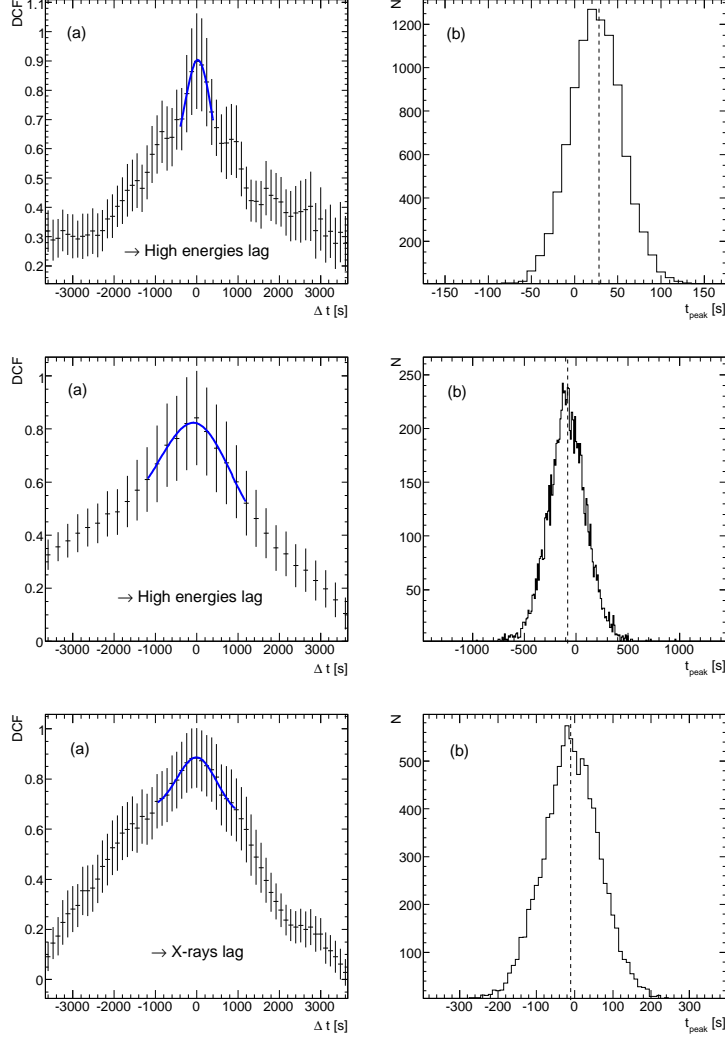 DCF
1.1
1
0.9
0.8
0.7
0.6
0.5
0.4
0.3
0.2
(a)
→ High energies lag
-3000 -2000 -1000 0 1000 2000 3000
Δ t [s]
N
1200
1000
800
600
400
200
(b)
-150 -100 -50 0 50 100 150
t_peak [s]
DCF
1
0.8
0.6
0.4
0.2
0
(a)
→ High energies lag
-3000 -2000 -1000 0 1000 2000 3000
Δ t [s]
N
250
200
150
100
50
(b)
-1000 -500 0 500 1000
t_peak [s]
DCF
1
0.8
0.6
0.4
0.2
0
(a)
→ X-rays lag
-3000 -2000 -1000 0 1000 2000 3000
Δ t [s]
N
500
400
300
200
100
(b)
-300 -200 -100 0 100 200 300
t_peak [s]